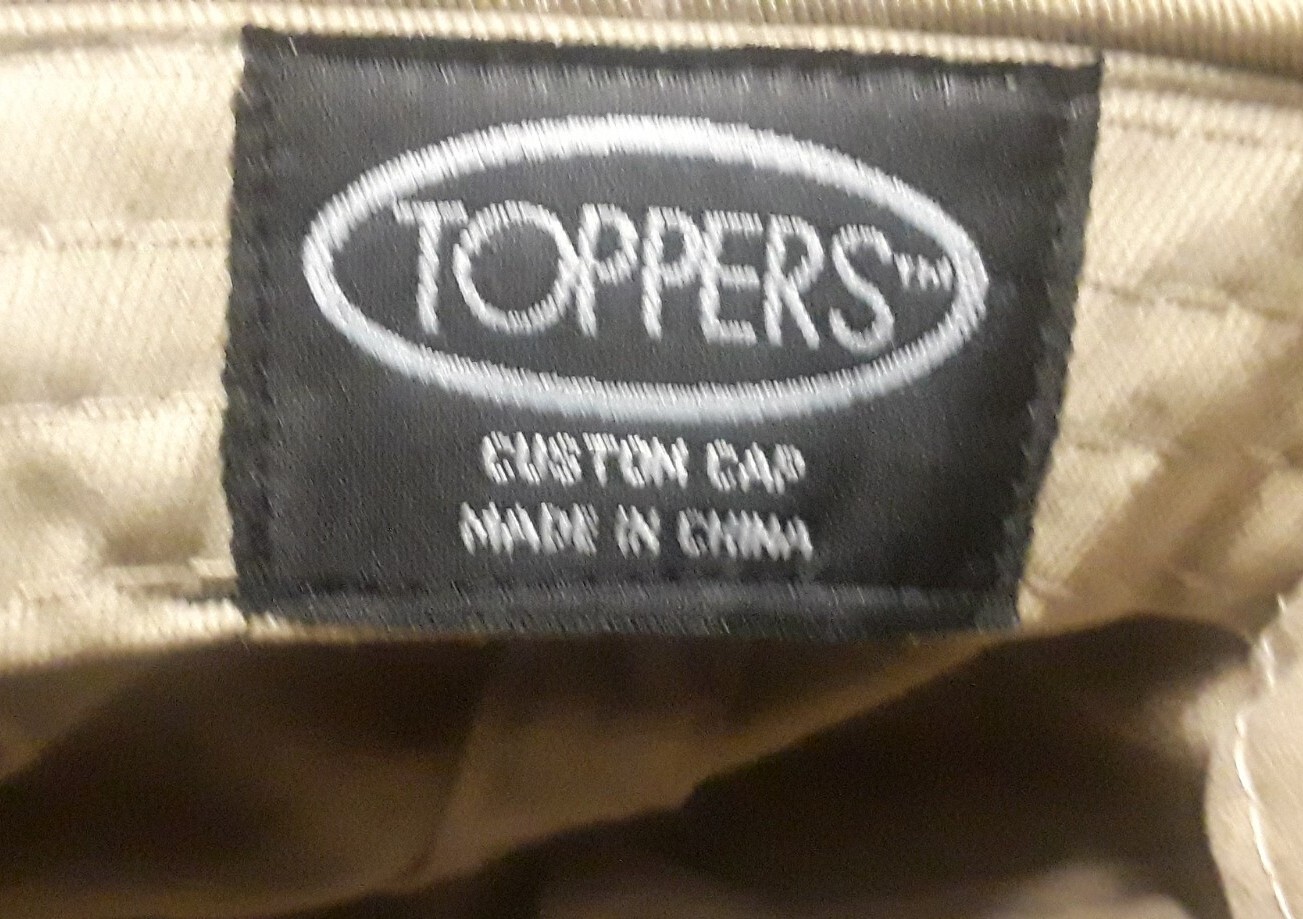 TOPPERS™
CUSTOM CAP
MADE IN CHINA